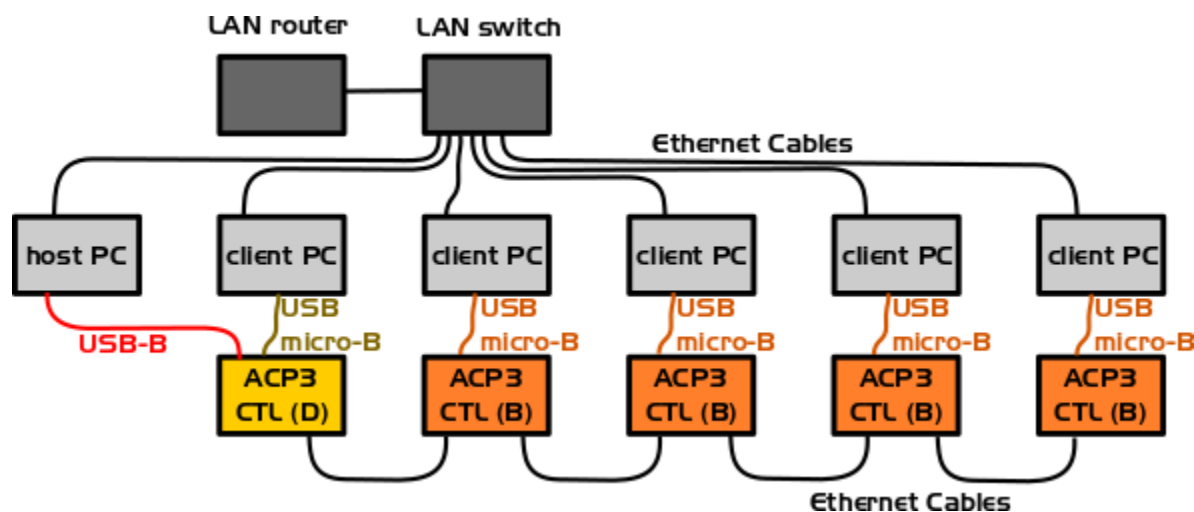 LAN router
LAN switch
Ethernet Cables
host PC
client PC
client PC
client PC
client PC
client PC
USB-B
USB
micro-B
USB
micro-B
USB
micro-B
USB
micro-B
USB
micro-B
ACP3
CTL (D)
ACP3
CTL (B)
ACP3
CTL (B)
ACP3
CTL (B)
ACP3
CTL (B)
Ethernet Cables